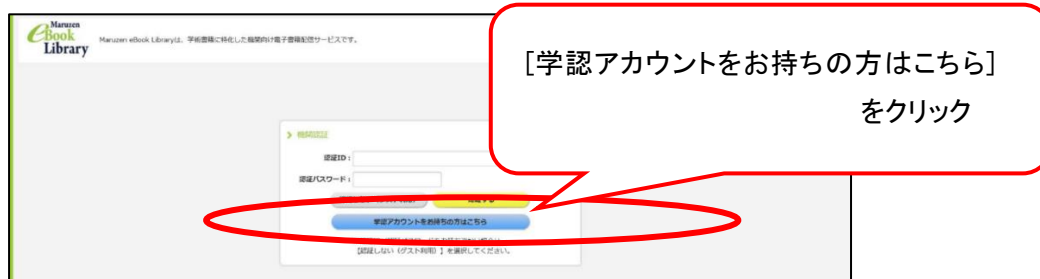 Maruzen
eBook
Library
Maruzen eBook Libraryは、学術書籍に特化した機関向け電子書籍配信サービスです。
[学認アカウントをお持ちの方はこちら]
をクリック
機関認証
認証ID：
認証パスワード：
学認アカウントをお持ちの方はこちら
【認証しない（ゲスト利用）】を選択してください。